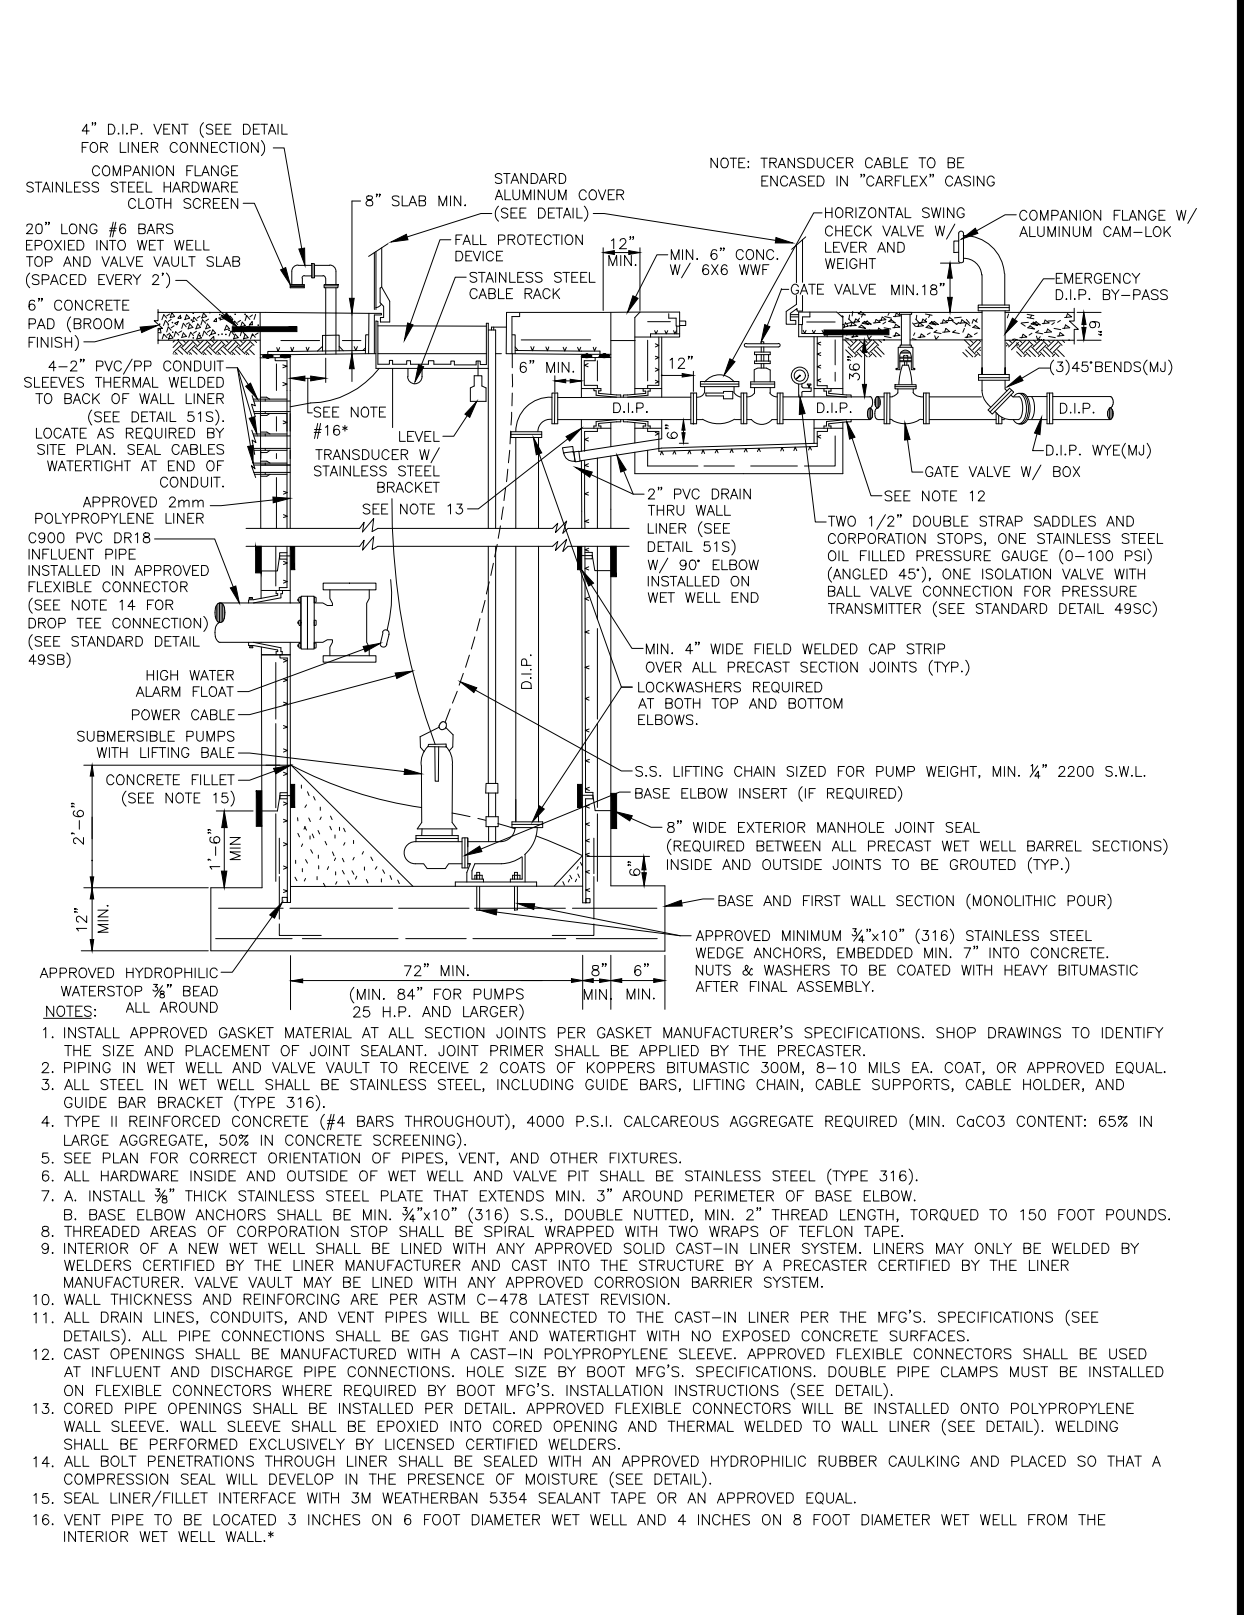 4" D.I.P. VENT (SEE DETAIL
FOR LINER CONNECTION)
COMPANION FLANGE
STAINLESS STEEL HARDWARE
CLOTH SCREEN
20" LONG #6 BARS
EPOXIED INTO WET WELL
TOP AND VALVE VAULT SLAB
(SPACED EVERY 2')
6" CONCRETE
PAD (BROOM
FINISH)
4-2" PVC/PP CONDUIT
SLEEVES THERMAL WELDED
TO BACK OF WALL LINER
(SEE DETAIL 51S).
LOCATE AS REQUIRED BY
SITE PLAN. SEAL CABLES
WATERTIGHT AT END OF
CONDUIT.
APPROVED 2mm
POLYPROPYLENE LINER
C900 PVC DR18
INFLUENT PIPE
INSTALLED IN APPROVED
FLEXIBLE CONNECTOR
(SEE NOTE 14 FOR
DROP TEE CONNECTION)
(SEE STANDARD DETAIL
49SB)
HIGH WATER
ALARM FLOAT
POWER CABLE
SUBMERSIBLE PUMPS
WITH LIFTING BALE
CONCRETE FILLET
(SEE NOTE 15)
2'-6"
1'-6"
MIN
12"
MIN.
APPROVED HYDROPHILIC
WATERSTOP ⅜" BEAD
ALL AROUND
8" SLAB MIN.
STANDARD
ALUMINUM COVER
(SEE DETAIL)
FALL PROTECTION
DEVICE
STAINLESS STEEL
CABLE RACK
12"
MIN.
MIN. 6" CONC.
W/ 6X6 WWF
NOTE: TRANSDUCER CABLE TO BE
ENCASED IN "CARFLEX" CASING
HORIZONTAL SWING
CHECK VALVE W/
LEVER AND
WEIGHT
GATE VALVE
MIN.18"
COMPANION FLANGE W/
ALUMINUM CAM-LOK
EMERGENCY
D.I.P. BY-PASS
6"
36"
(3)45°BENDS(MJ)
6" MIN.
12"
SEE NOTE
#16*
LEVEL
TRANSDUCER W/
STAINLESS STEEL
BRACKET
SEE NOTE 13
D.I.P.
6"
D.I.P.
D.I.P.
D.I.P. WYE(MJ)
GATE VALVE W/ BOX
SEE NOTE 12
2" PVC DRAIN
THRU WALL
LINER (SEE
DETAIL 51S)
W/ 90° ELBOW
INSTALLED ON
WET WELL END
TWO 1/2" DOUBLE STRAP SADDLES AND
CORPORATION STOPS, ONE STAINLESS STEEL
OIL FILLED PRESSURE GAUGE (0-100 PSI)
(ANGLED 45°), ONE ISOLATION VALVE WITH
BALL VALVE CONNECTION FOR PRESSURE
TRANSMITTER (SEE STANDARD DETAIL 49SC)
D.I.P.
MIN. 4" WIDE FIELD WELDED CAP STRIP
OVER ALL PRECAST SECTION JOINTS (TYP.)
LOCKWASHERS REQUIRED
AT BOTH TOP AND BOTTOM
ELBOWS.
S.S. LIFTING CHAIN SIZED FOR PUMP WEIGHT, MIN. ¼" 2200 S.W.L.
BASE ELBOW INSERT (IF REQUIRED)
8" WIDE EXTERIOR MANHOLE JOINT SEAL
(REQUIRED BETWEEN ALL PRECAST WET WELL BARREL SECTIONS)
INSIDE AND OUTSIDE JOINTS TO BE GROUTED (TYP.)
6"
BASE AND FIRST WALL SECTION (MONOLITHIC POUR)
APPROVED MINIMUM ¾"x10" (316) STAINLESS STEEL
WEDGE ANCHORS, EMBEDDED MIN. 7" INTO CONCRETE.
NUTS & WASHERS TO BE COATED WITH HEAVY BITUMASTIC
AFTER FINAL ASSEMBLY.
72" MIN.
(MIN. 84" FOR PUMPS
25 H.P. AND LARGER)
8"
MIN.
6"
MIN.
NOTES:
1. INSTALL APPROVED GASKET MATERIAL AT ALL SECTION JOINTS PER GASKET MANUFACTURER'S SPECIFICATIONS. SHOP DRAWINGS TO IDENTIFY
THE SIZE AND PLACEMENT OF JOINT SEALANT. JOINT PRIMER SHALL BE APPLIED BY THE PRECASTER.
2. PIPING IN WET WELL AND VALVE VAULT TO RECEIVE 2 COATS OF KOPPERS BITUMASTIC 300M, 8-10 MILS EA. COAT, OR APPROVED EQUAL.
3. ALL STEEL IN WET WELL SHALL BE STAINLESS STEEL, INCLUDING GUIDE BARS, LIFTING CHAIN, CABLE SUPPORTS, CABLE HOLDER, AND
GUIDE BAR BRACKET (TYPE 316).
4. TYPE II REINFORCED CONCRETE (#4 BARS THROUGHOUT), 4000 P.S.I. CALCAREOUS AGGREGATE REQUIRED (MIN. CaCO3 CONTENT: 65% IN
LARGE AGGREGATE, 50% IN CONCRETE SCREENING).
5. SEE PLAN FOR CORRECT ORIENTATION OF PIPES, VENT, AND OTHER FIXTURES.
6. ALL HARDWARE INSIDE AND OUTSIDE OF WET WELL AND VALVE PIT SHALL BE STAINLESS STEEL (TYPE 316).
7. A. INSTALL ⅜" THICK STAINLESS STEEL PLATE THAT EXTENDS MIN. 3" AROUND PERIMETER OF BASE ELBOW.
B. BASE ELBOW ANCHORS SHALL BE MIN. ¾"x10" (316) S.S., DOUBLE NUTTED, MIN. 2" THREAD LENGTH, TORQUED TO 150 FOOT POUNDS.
8. THREADED AREAS OF CORPORATION STOP SHALL BE SPIRAL WRAPPED WITH TWO WRAPS OF TEFLON TAPE.
9. INTERIOR OF A NEW WET WELL SHALL BE LINED WITH ANY APPROVED SOLID CAST-IN LINER SYSTEM. LINERS MAY ONLY BE WELDED BY
WELDERS CERTIFIED BY THE LINER MANUFACTURER AND CAST INTO THE STRUCTURE BY A PRECASTER CERTIFIED BY THE LINER
MANUFACTURER. VALVE VAULT MAY BE LINED WITH ANY APPROVED CORROSION BARRIER SYSTEM.
10. WALL THICKNESS AND REINFORCING ARE PER ASTM C-478 LATEST REVISION.
11. ALL DRAIN LINES, CONDUITS, AND VENT PIPES WILL BE CONNECTED TO THE CAST-IN LINER PER THE MFG'S. SPECIFICATIONS (SEE
DETAILS). ALL PIPE CONNECTIONS SHALL BE GAS TIGHT AND WATERTIGHT WITH NO EXPOSED CONCRETE SURFACES.
12. CAST OPENINGS SHALL BE MANUFACTURED WITH A CAST-IN POLYPROPYLENE SLEEVE. APPROVED FLEXIBLE CONNECTORS SHALL BE USED
AT INFLUENT AND DISCHARGE PIPE CONNECTIONS. HOLE SIZE BY BOOT MFG'S. SPECIFICATIONS. DOUBLE PIPE CLAMPS MUST BE INSTALLED
ON FLEXIBLE CONNECTORS WHERE REQUIRED BY BOOT MFG'S. INSTALLATION INSTRUCTIONS (SEE DETAIL).
13. CORED PIPE OPENINGS SHALL BE INSTALLED PER DETAIL. APPROVED FLEXIBLE CONNECTORS WILL BE INSTALLED ONTO POLYPROPYLENE
WALL SLEEVE. WALL SLEEVE SHALL BE EPOXIED INTO CORED OPENING AND THERMAL WELDED TO WALL LINER (SEE DETAIL). WELDING
SHALL BE PERFORMED EXCLUSIVELY BY LICENSED CERTIFIED WELDERS.
14. ALL BOLT PENETRATIONS THROUGH LINER SHALL BE SEALED WITH AN APPROVED HYDROPHILIC RUBBER CAULKING AND PLACED SO THAT A
COMPRESSION SEAL WILL DEVELOP IN THE PRESENCE OF MOISTURE (SEE DETAIL).
15. SEAL LINER/FILLET INTERFACE WITH 3M WEATHERBAN 5354 SEALANT TAPE OR AN APPROVED EQUAL.
16. VENT PIPE TO BE LOCATED 3 INCHES ON 6 FOOT DIAMETER WET WELL AND 4 INCHES ON 8 FOOT DIAMETER WET WELL FROM THE
INTERIOR WET WELL WALL.*